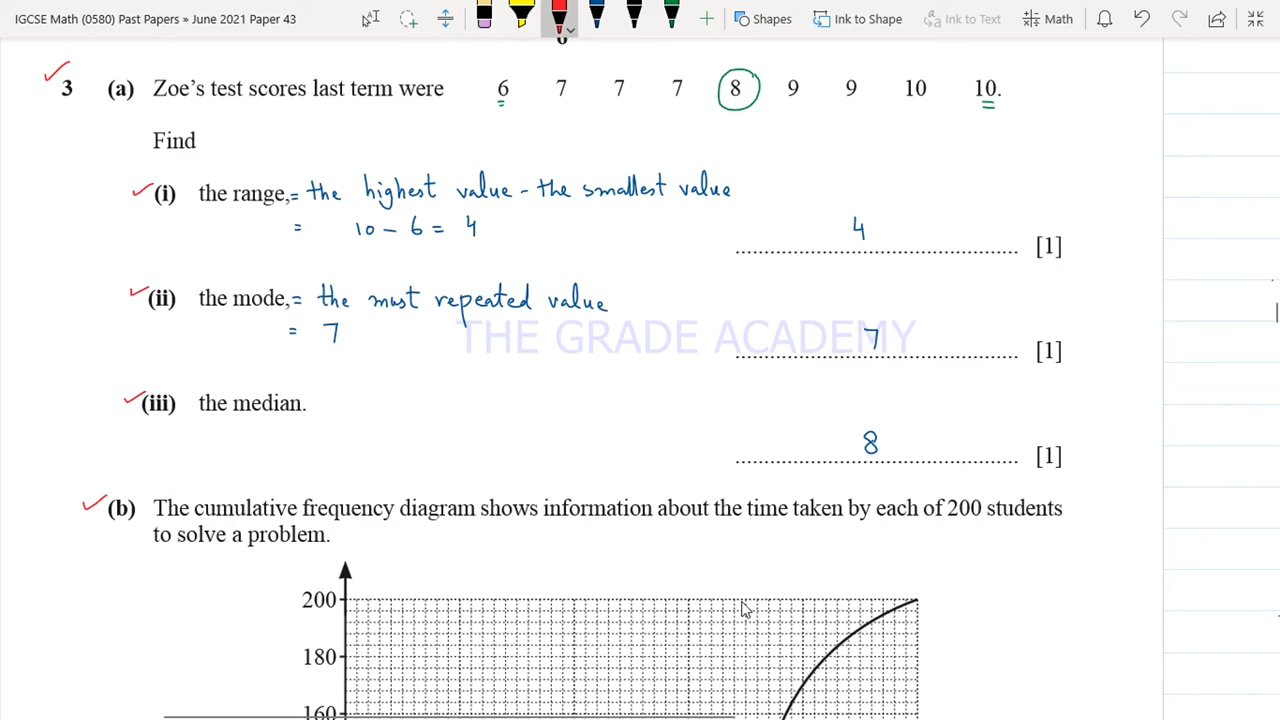 IGCSE Math (0580) Past Papers » June 2021 Paper 43
Shapes
Ink to Shape
Ink to Text
Math
3 (a) Zoe's test scores last term were 6 7 7 7 8 9 9 10 10.
Find
(i) the range, = the highest value - the smallest value
= 10 - 6 = 4
4 [1]
(ii) the mode, = the most repeated value
= 7
THE GRADE ACADEMY
7 [1]
(iii) the median.
8 [1]
(b) The cumulative frequency diagram shows information about the time taken by each of 200 students
to solve a problem.
200
180
160